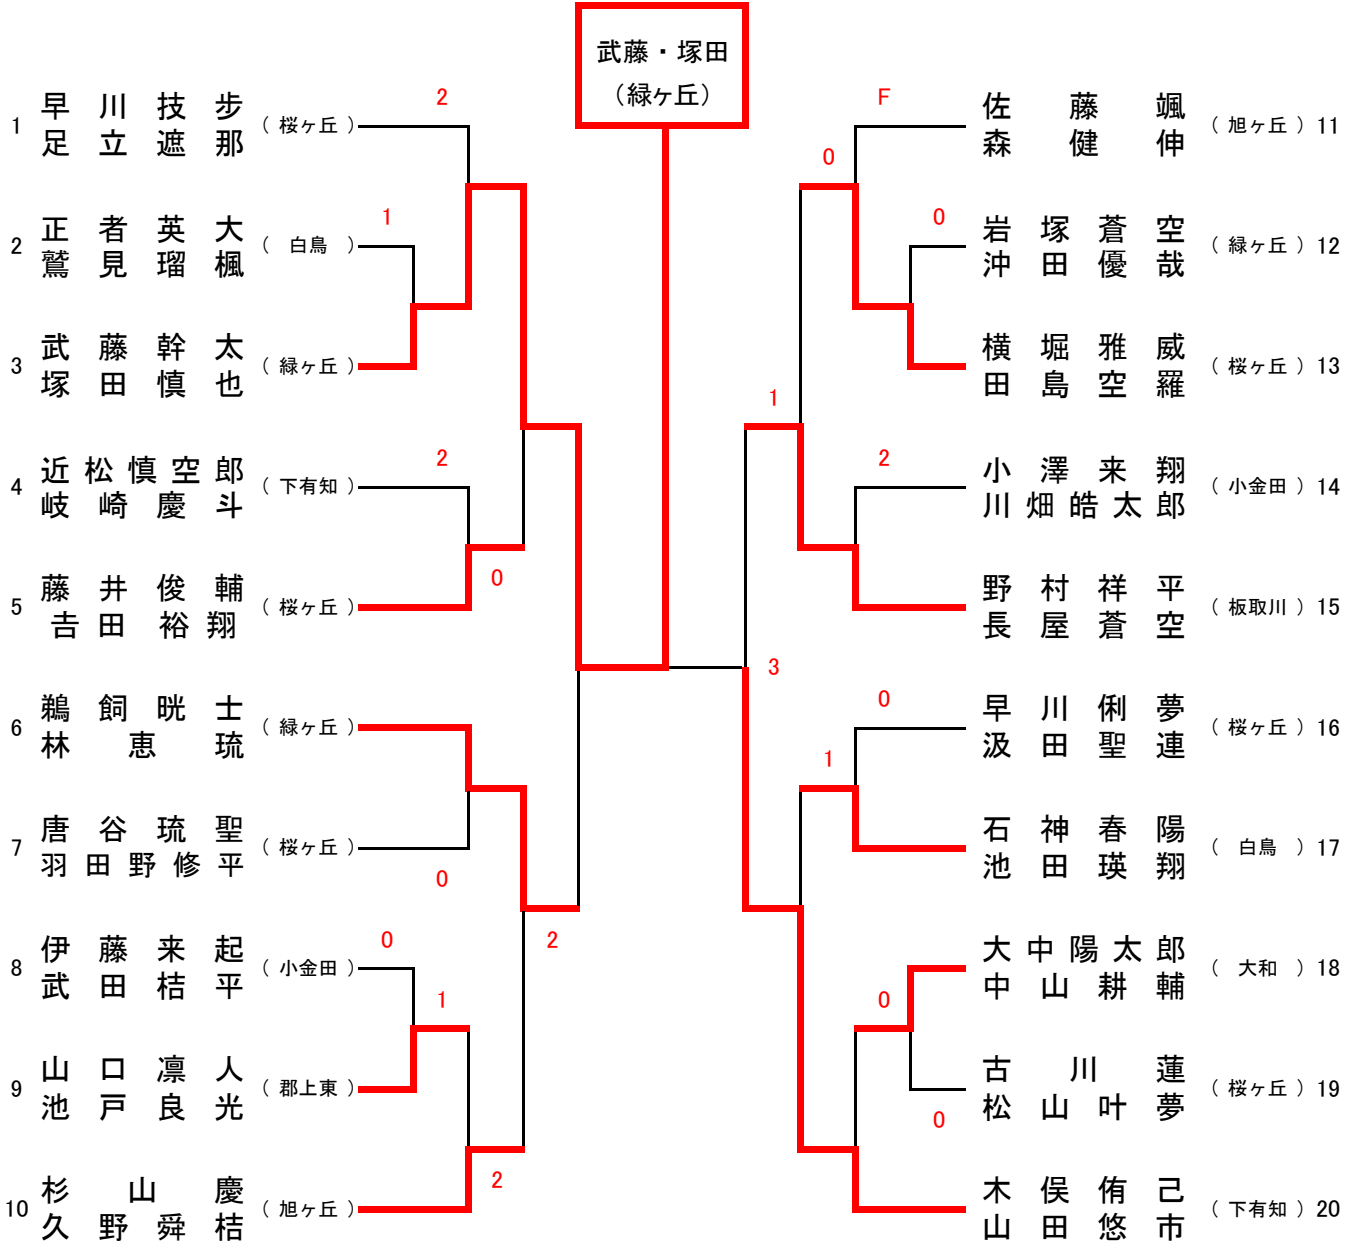 武藤・塚田
（緑ヶ丘）
2
1 早川技歩 足立遮那 （桜ヶ丘）
1
2 正者英大 鷲見瑠楓 （白鳥）
3 武藤幹太 塚田慎也 （緑ヶ丘）
2
4 近松慎空郎 岐崎慶斗 （下有知）
0
5 藤井俊輔 吉田裕翔 （桜ヶ丘）
6 鵜飼晄士 林恵琉 （緑ヶ丘）
7 唐谷琉聖 羽田野修平 （桜ヶ丘）
0
0
2
8 伊藤来起 武田桔平 （小金田）
1
9 山口凛人 池戸良光 （郡上東）
2
10 杉山慶 久野舜桔 （旭ヶ丘）
F
佐藤颯 森健伸 （旭ヶ丘） 11
0
0
岩塚蒼空 沖田優哉 （緑ヶ丘） 12
横堀雅威 田島空羅 （桜ヶ丘） 13
1
2
小澤来翔 川畑皓太郎 （小金田） 14
野村祥平 長屋蒼空 （板取川） 15
3
0
早川俐夢 汲田聖連 （桜ヶ丘） 16
1
石神春陽 池田瑛翔 （白鳥） 17
大中陽太郎 中山耕輔 （大和） 18
0
古川蓮 松山叶夢 （桜ヶ丘） 19
0
木俣侑己 山田悠市 （下有知） 20